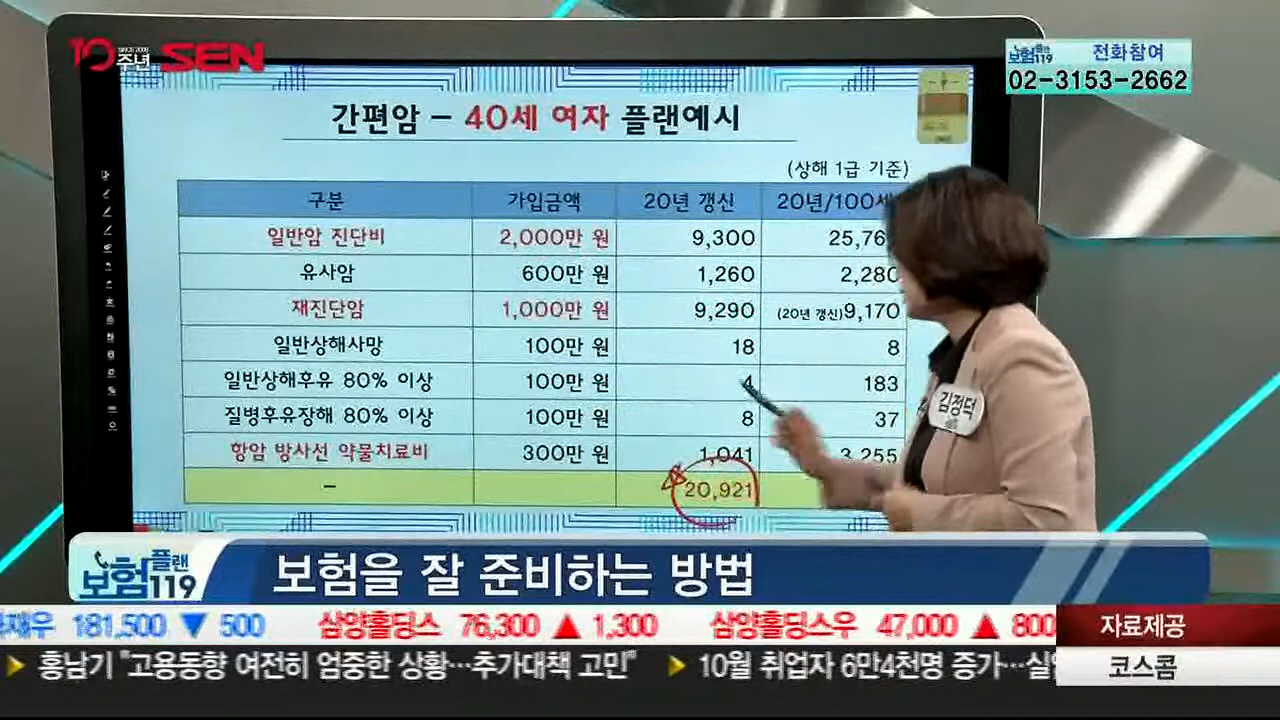 10주년 SEN
SINCE 2008
보험플랜119 전화참여
02-3153-2662
간편암 – 40세 여자 플랜예시
(상해 1급 기준)
구분 가입금액 20년 갱신 20년/100세
일반암 진단비 2,000만 원 9,300 25,76
유사암 600만 원 1,260 2,280
재진단암 1,000만 원 9,290 (20년 갱신)9,170
일반상해사망 100만 원 18 8
일반상해후유 80% 이상 100만 원 4 183
질병후유장해 80% 이상 100만 원 8 37
항암 방사선 약물치료비 300만 원 1,041 3,255
– 20,921
김정덕
보험플랜119 보험을 잘 준비하는 방법
181,500 ▼ 500 삼양홀딩스 76,300 ▲ 1,300 삼양홀딩스우 47,000 ▲ 800 자료제공
▶ 홍남기 "고용동향 여전히 엄중한 상황…추가대책 고민" ▶ 10월 취업자 6만4천명 증가… 코스콤